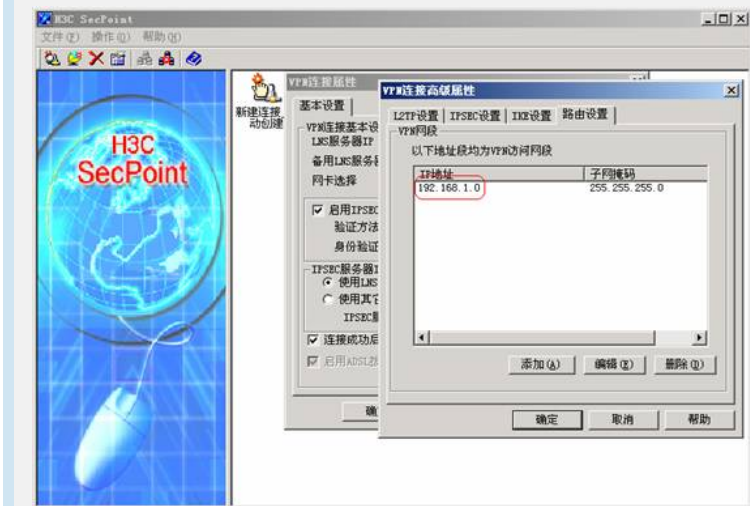 H3C SecPoint
文件(F) 操作(O) 帮助(H)
H3C
SecPoint
新建连接
VPN连接属性
基本设置
VPN连接基本设
LNS服务器IP
备用LNS服务
网卡选择
启用IPSEC
验证方法
身份验证
IPSEC服务器I
使用LNS
使用其它
IPSEC服
连接成功后
启用ADSL
确
VPN连接高级属性
L2TP设置 IPSEC设置 IKE设置 路由设置
VPN网段
以下地址段均为VPN访问网段
IP地址 子网掩码
192.168.1.0 255.255.255.0
添加(A) 编辑(E) 删除(D)
确定 取消 帮助